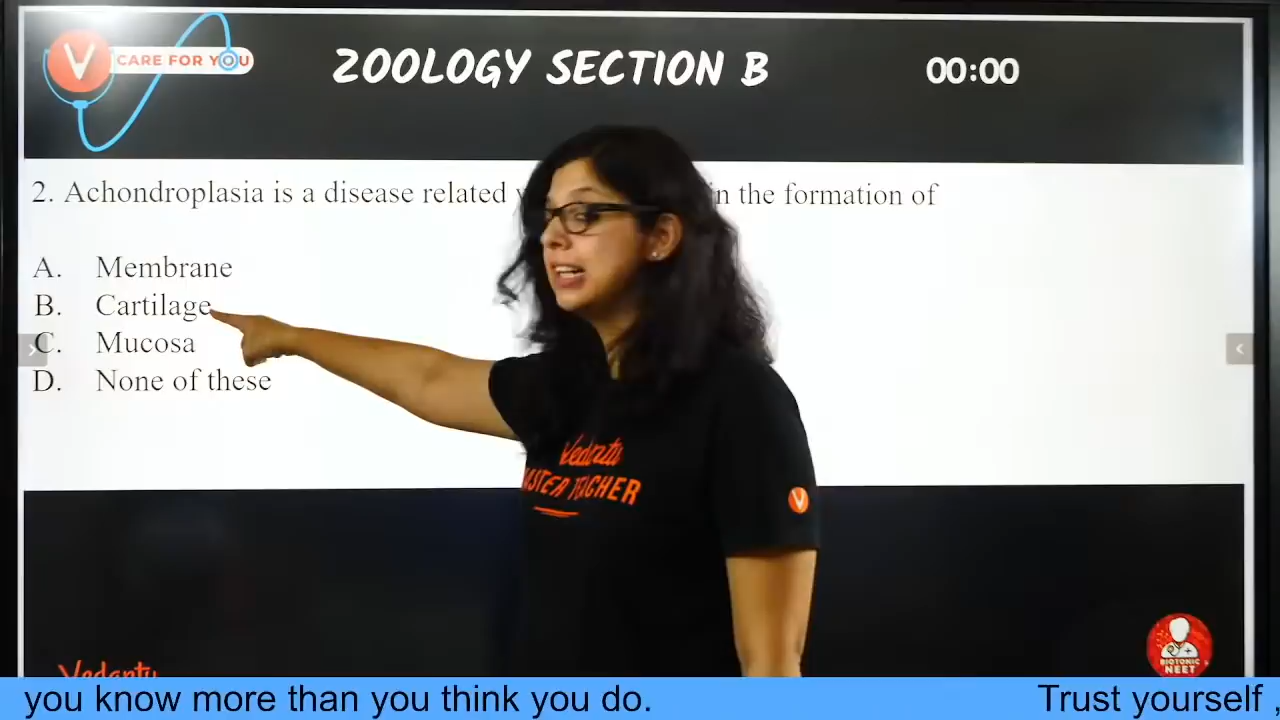 V CARE FOR YOU
ZOOLOGY SECTION B
00:00
2. Achondroplasia is a disease related in the formation of
A. Membrane
B. Cartilage
C. Mucosa
D. None of these
Vedantu
MASTER TEACHER
V
BIOTONIC
NEET
Vedantu
you know more than you think you do. Trust yourself ,